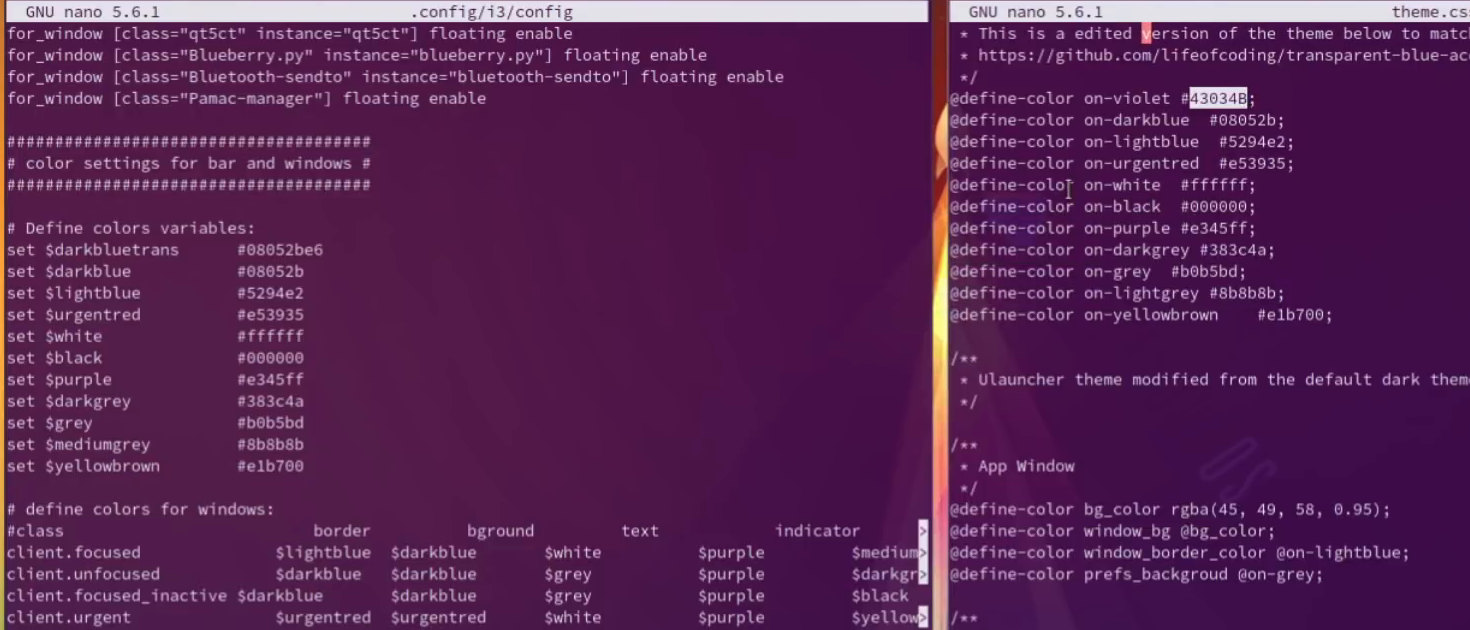 GNU nano 5.6.1 .config/i3/config
for_window [class="qt5ct" instance="qt5ct"] floating enable
for_window [class="Blueberry.py" instance="blueberry.py"] floating enable
for_window [class="Bluetooth-sendto" instance="bluetooth-sendto"] floating enable
for_window [class="Pamac-manager"] floating enable
######################################
# color settings for bar and windows #
######################################
# Define colors variables:
set $darkbluetrans #08052be6
set $darkblue #08052b
set $lightblue #5294e2
set $urgentred #e53935
set $white #ffffff
set $black #000000
set $purple #e345ff
set $darkgrey #383c4a
set $grey #b0b5bd
set $mediumgrey #8b8b8b
set $yellowbrown #e1b700
# define colors for windows:
#class border bground text indicator >
client.focused $lightblue $darkblue $white $purple $medium>
client.unfocused $darkblue $darkblue $grey $purple $darkgr>
client.focused_inactive $darkblue $darkblue $grey $purple $black
client.urgent $urgentred $urgentred $white $purple $yellow>
GNU nano 5.6.1 theme.cs
* This is a edited version of the theme below to matc
* https://github.com/lifeofcoding/transparent-blue-ac
*/
@define-color on-violet #43034B;
@define-color on-darkblue #08052b;
@define-color on-lightblue #5294e2;
@define-color on-urgentred #e53935;
@define-color on-white #ffffff;
@define-color on-black #000000;
@define-color on-purple #e345ff;
@define-color on-darkgrey #383c4a;
@define-color on-grey #b0b5bd;
@define-color on-lightgrey #8b8b8b;
@define-color on-yellowbrown #e1b700;
/**
* Ulauncher theme modified from the default dark them
*/
/**
* App Window
*/
@define-color bg_color rgba(45, 49, 58, 0.95);
@define-color window_bg @bg_color;
@define-color window_border_color @on-lightblue;
@define-color prefs_backgroud @on-grey;
/**